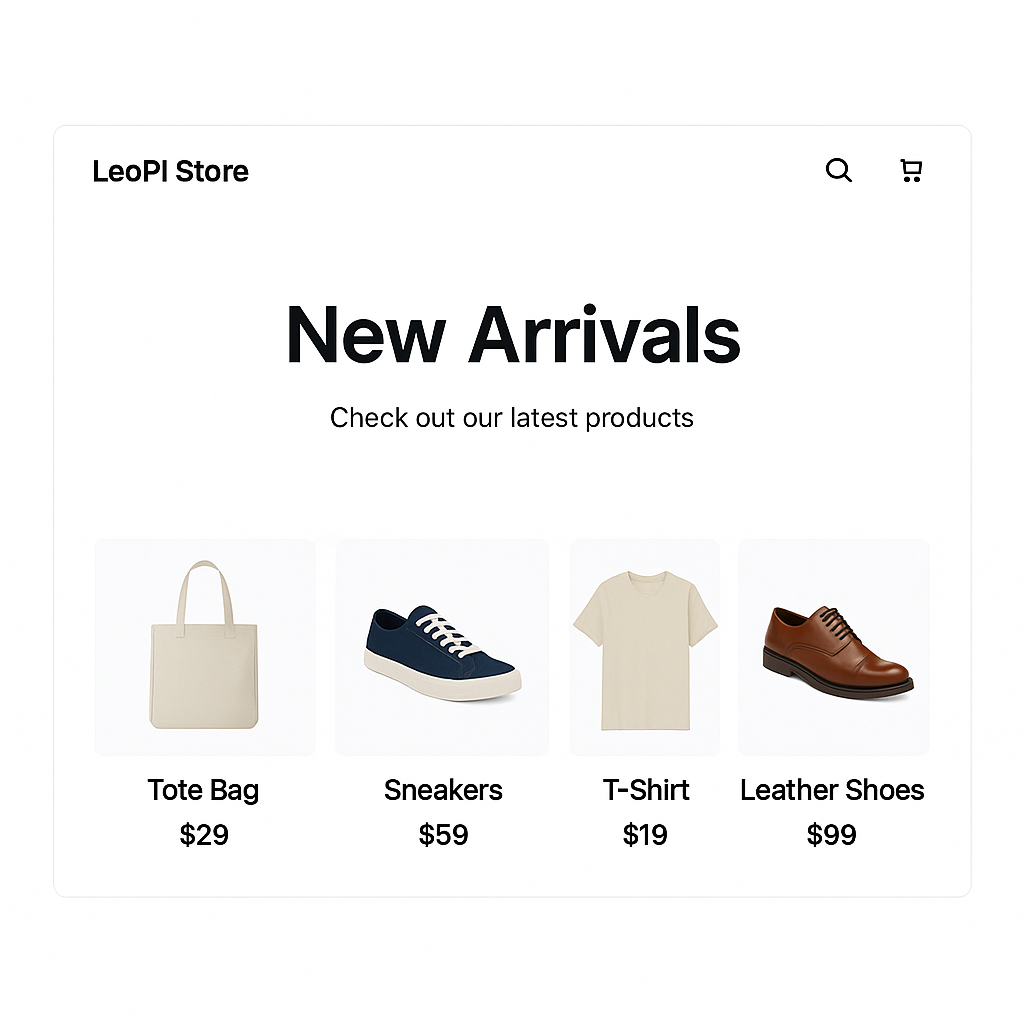 LeoPI Store
New Arrivals
Check out our latest products
Tote Bag
$29
Sneakers
$59
T-Shirt
$19
Leather Shoes
$99